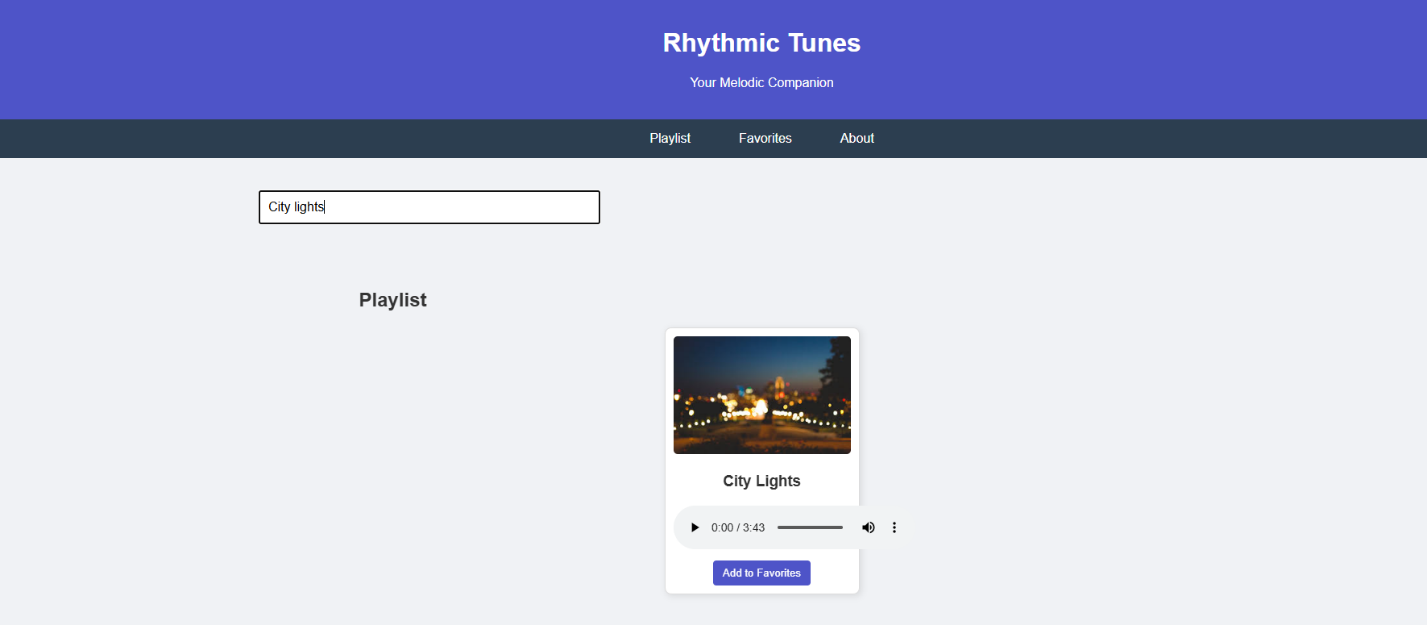 Rhythmic Tunes
Your Melodic Companion
Playlist Favorites About
City lights
Playlist
City Lights
0:00 / 3:43
Add to Favorites